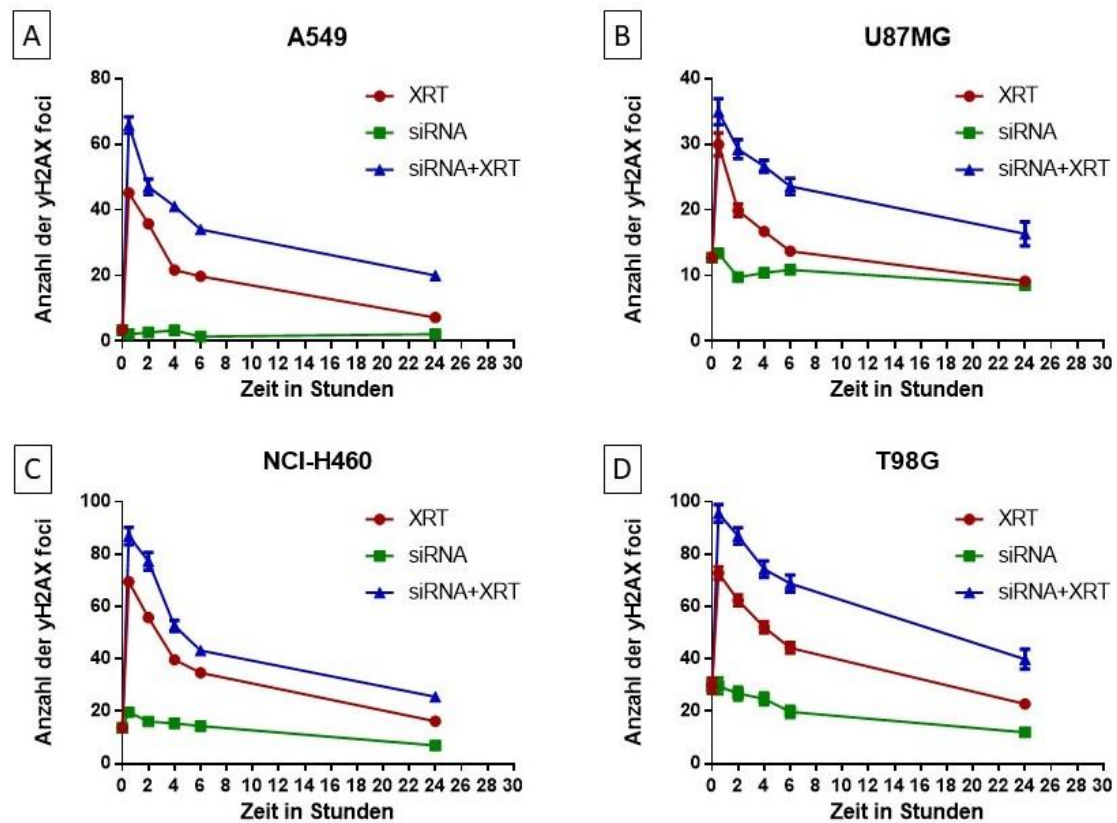 A
A549
Anzahl der yH2AX foci
80
60
40
20
0
XRT
siRNA
siRNA+XRT
0 2 4 6 8 10 12 14 16 18 20 22 24 26 28 30
Zeit in Stunden
B
U87MG
Anzahl der yH2AX foci
40
30
20
10
0
XRT
siRNA
siRNA+XRT
0 2 4 6 8 10 12 14 16 18 20 22 24 26 28 30
Zeit in Stunden
C
NCI-H460
Anzahl der yH2AX foci
100
80
60
40
20
0
XRT
siRNA
siRNA+XRT
0 2 4 6 8 10 12 14 16 18 20 22 24 26 28 30
Zeit in Stunden
D
T98G
Anzahl der yH2AX foci
100
80
60
40
20
0
XRT
siRNA
siRNA+XRT
0 2 4 6 8 10 12 14 16 18 20 22 24 26 28 30
Zeit in Stunden